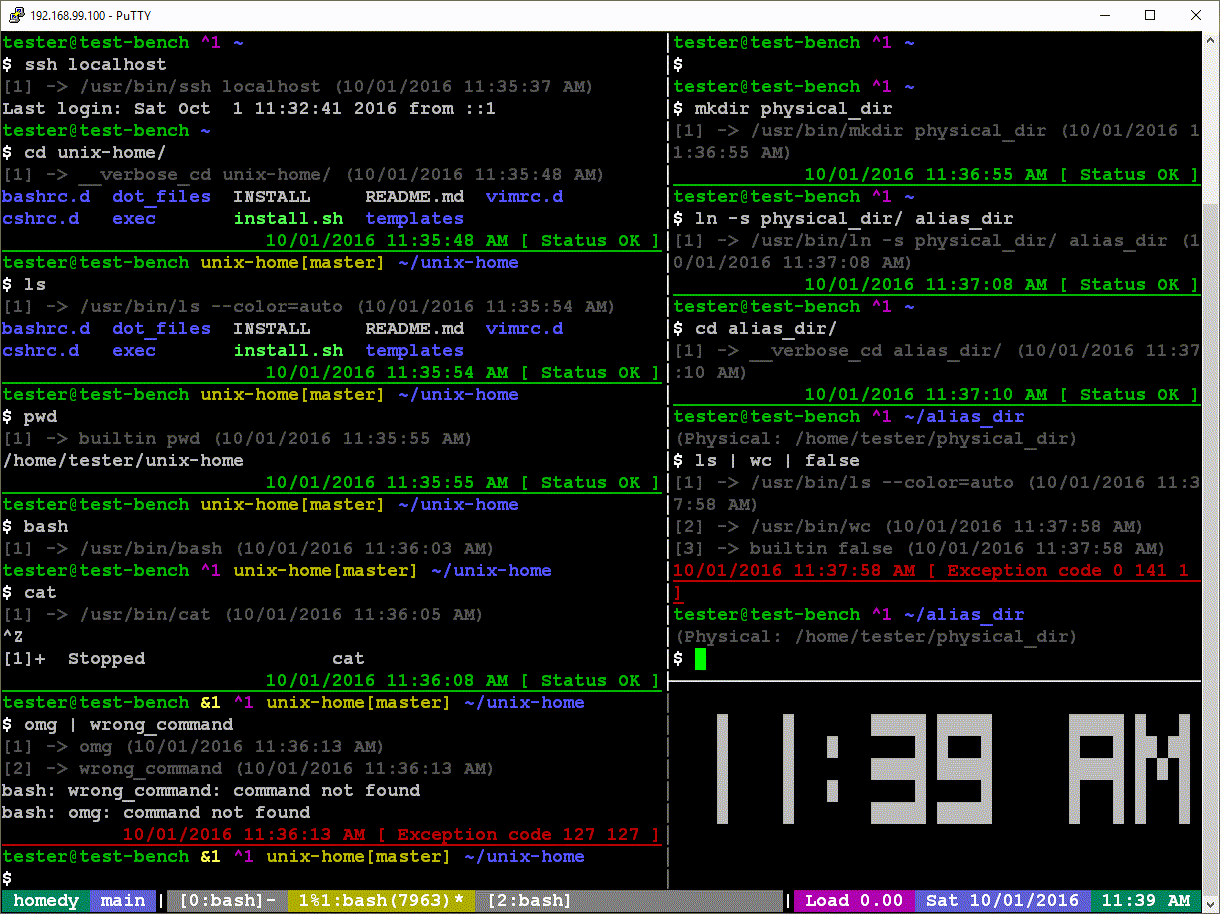 192.168.99.100 - PuTTY
tester@test-bench ^1 ~
$ ssh localhost
[1] -> /usr/bin/ssh localhost (10/01/2016 11:35:37 AM)
Last login: Sat Oct  1 11:32:41 2016 from ::1
tester@test-bench ~
$ cd unix-home/
[1] -> __verbose_cd unix-home/ (10/01/2016 11:35:48 AM)
bashrc.d  dot_files  INSTALL     README.md  vimrc.d
cshrc.d   exec       install.sh  templates
10/01/2016 11:35:48 AM [ Status OK ]
tester@test-bench unix-home[master] ~/unix-home
$ ls
[1] -> /usr/bin/ls --color=auto (10/01/2016 11:35:54 AM)
bashrc.d  dot_files  INSTALL     README.md  vimrc.d
cshrc.d   exec       install.sh  templates
10/01/2016 11:35:54 AM [ Status OK ]
tester@test-bench unix-home[master] ~/unix-home
$ pwd
[1] -> builtin pwd (10/01/2016 11:35:55 AM)
/home/tester/unix-home
10/01/2016 11:35:55 AM [ Status OK ]
tester@test-bench unix-home[master] ~/unix-home
$ bash
[1] -> /usr/bin/bash (10/01/2016 11:36:03 AM)
tester@test-bench ^1 unix-home[master] ~/unix-home
$ cat
[1] -> /usr/bin/cat (10/01/2016 11:36:05 AM)
^Z
[1]+  Stopped                 cat
10/01/2016 11:36:08 AM [ Status OK ]
tester@test-bench &1 ^1 unix-home[master] ~/unix-home
$ omg | wrong_command
[1] -> omg (10/01/2016 11:36:13 AM)
[2] -> wrong_command (10/01/2016 11:36:13 AM)
bash: wrong_command: command not found
bash: omg: command not found
10/01/2016 11:36:13 AM [ Exception code 127 127 ]
tester@test-bench &1 ^1 unix-home[master] ~/unix-home
$
tester@test-bench ^1 ~
$
tester@test-bench ^1 ~
$ mkdir physical_dir
[1] -> /usr/bin/mkdir physical_dir (10/01/2016 1
1:36:55 AM)
10/01/2016 11:36:55 AM [ Status OK ]
tester@test-bench ^1 ~
$ ln -s physical_dir/ alias_dir
[1] -> /usr/bin/ln -s physical_dir/ alias_dir (1
0/01/2016 11:37:08 AM)
10/01/2016 11:37:08 AM [ Status OK ]
tester@test-bench ^1 ~
$ cd alias_dir/
[1] -> __verbose_cd alias_dir/ (10/01/2016 11:37
:10 AM)
10/01/2016 11:37:10 AM [ Status OK ]
tester@test-bench ^1 ~/alias_dir
(Physical: /home/tester/physical_dir)
$ ls | wc | false
[1] -> /usr/bin/ls --color=auto (10/01/2016 11:3
7:58 AM)
[2] -> /usr/bin/wc (10/01/2016 11:37:58 AM)
[3] -> builtin false (10/01/2016 11:37:58 AM)
10/01/2016 11:37:58 AM [ Exception code 0 141 1
]
tester@test-bench ^1 ~/alias_dir
(Physical: /home/tester/physical_dir)
$
11:39 AM
homedy main | [0:bash]- 1%1:bash(7963)* [2:bash] | Load 0.00 Sat 10/01/2016 11:39 AM